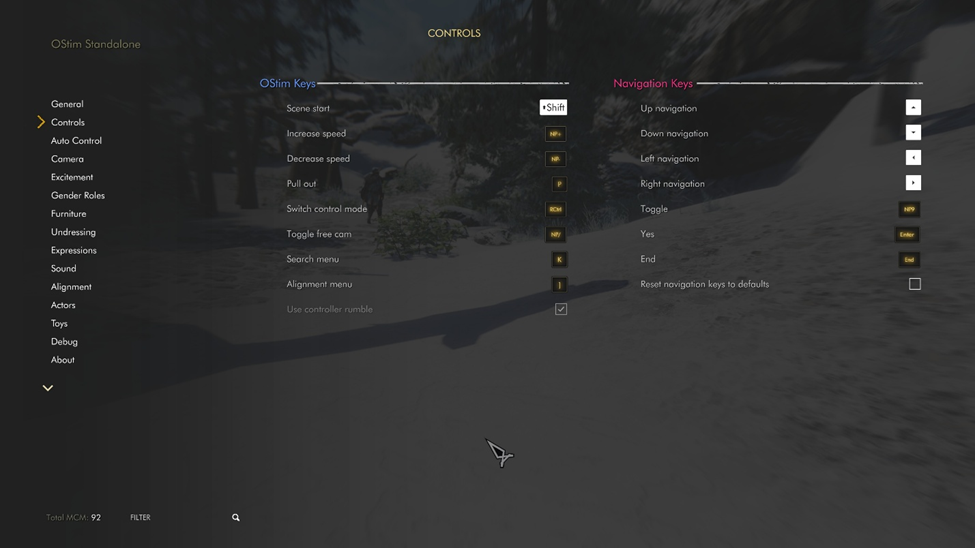 CONTROLS
OStim Standalone
General
Controls
Auto Control
Camera
Excitement
Gender Roles
Furniture
Undressing
Expressions
Sound
Alignment
Actors
Toys
Debug
About
OStim Keys
Scene start Shift
Increase speed NP+
Decrease speed NP-
Pull out P
Switch control mode RCtrl
Toggle free cam NP/
Search menu K
Alignment menu
Use controller rumble
Navigation Keys
Up navigation
Down navigation
Left navigation
Right navigation
Toggle NP9
Yes Enter
End End
Reset navigation keys to defaults
Total MCM: 92 FILTER